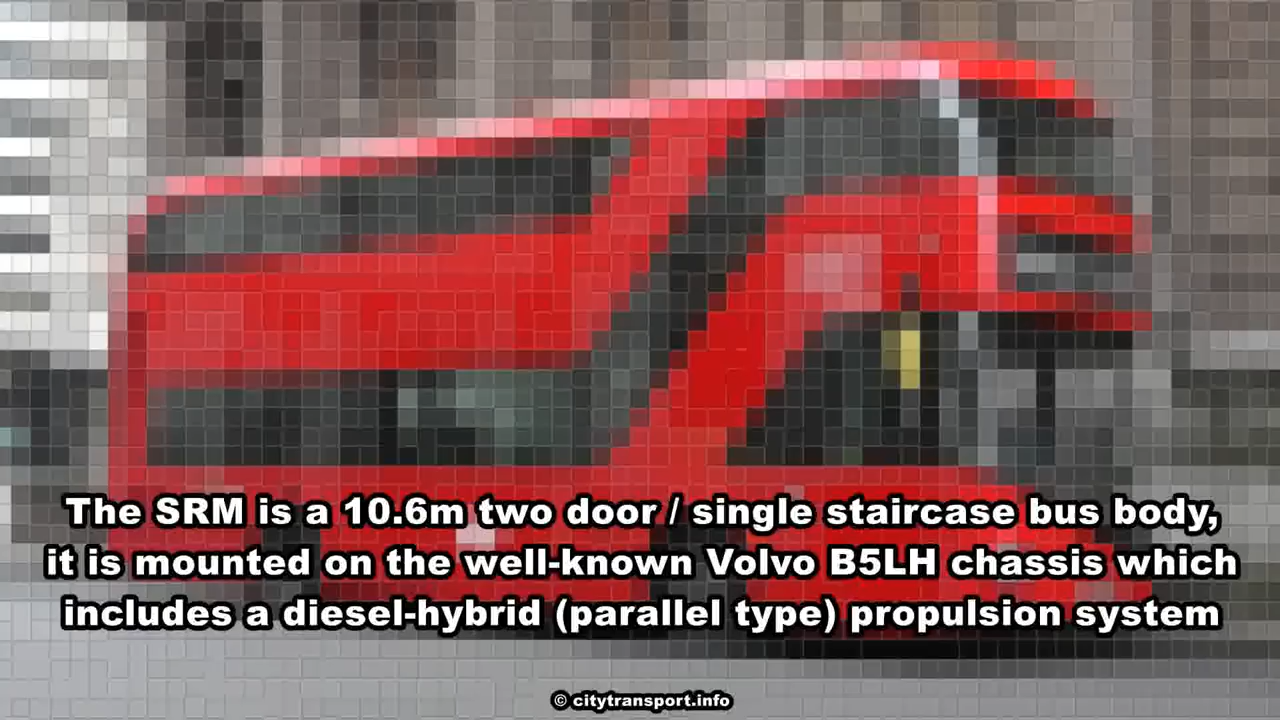 The SRM is a 10.6m two door / single staircase bus body,
it is mounted on the well-known Volvo B5LH chassis which
includes a diesel-hybrid (parallel type) propulsion system
© citytransport.info